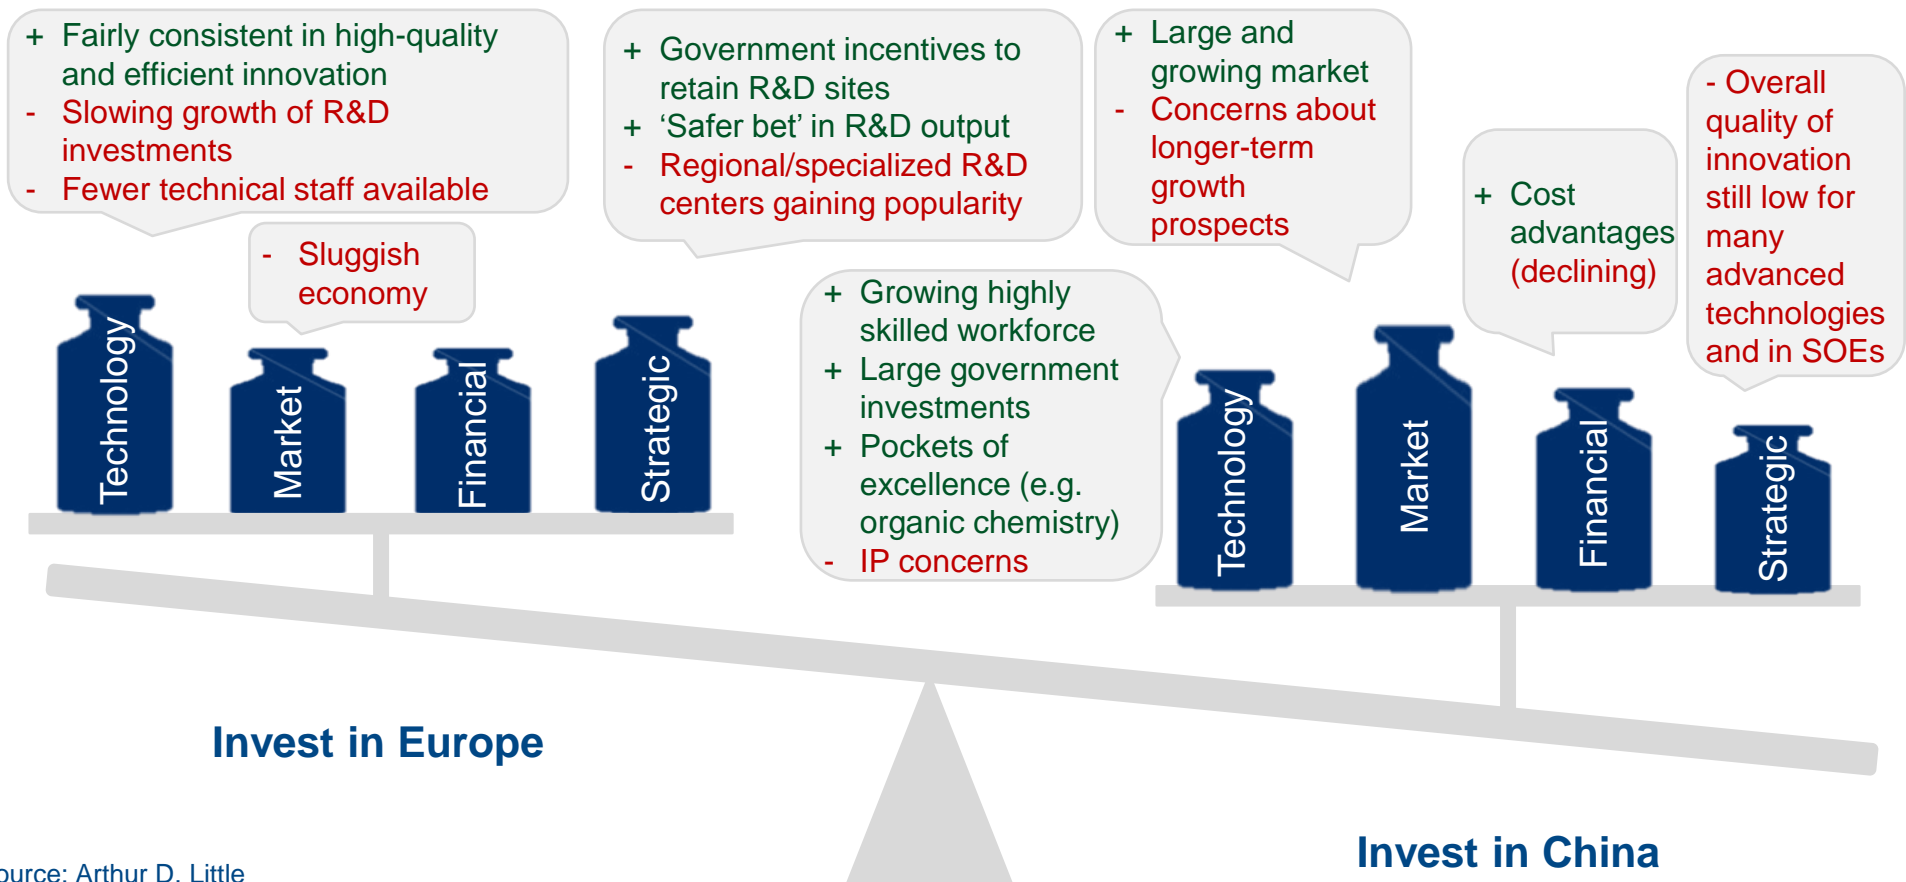 + Fairly consistent in high-quality
and efficient innovation
- Slowing growth of R&D
investments
- Fewer technical staff available
- Sluggish
economy
+ Government incentives to
retain R&D sites
+ ‘Safer bet’ in R&D output
- Regional/specialized R&D
centers gaining popularity
+ Large and
growing market
- Concerns about
longer-term
growth
prospects
+ Cost
advantages
(declining)
- Overall
quality of
innovation
still low for
many
advanced
technologies
and in SOEs
+ Growing highly
skilled workforce
+ Large government
investments
+ Pockets of
excellence (e.g.
organic chemistry)
- IP concerns
Technology
Market
Financial
Strategic
Technology
Market
Financial
Strategic
Invest in Europe
Invest in China
ource: Arthur D. Little